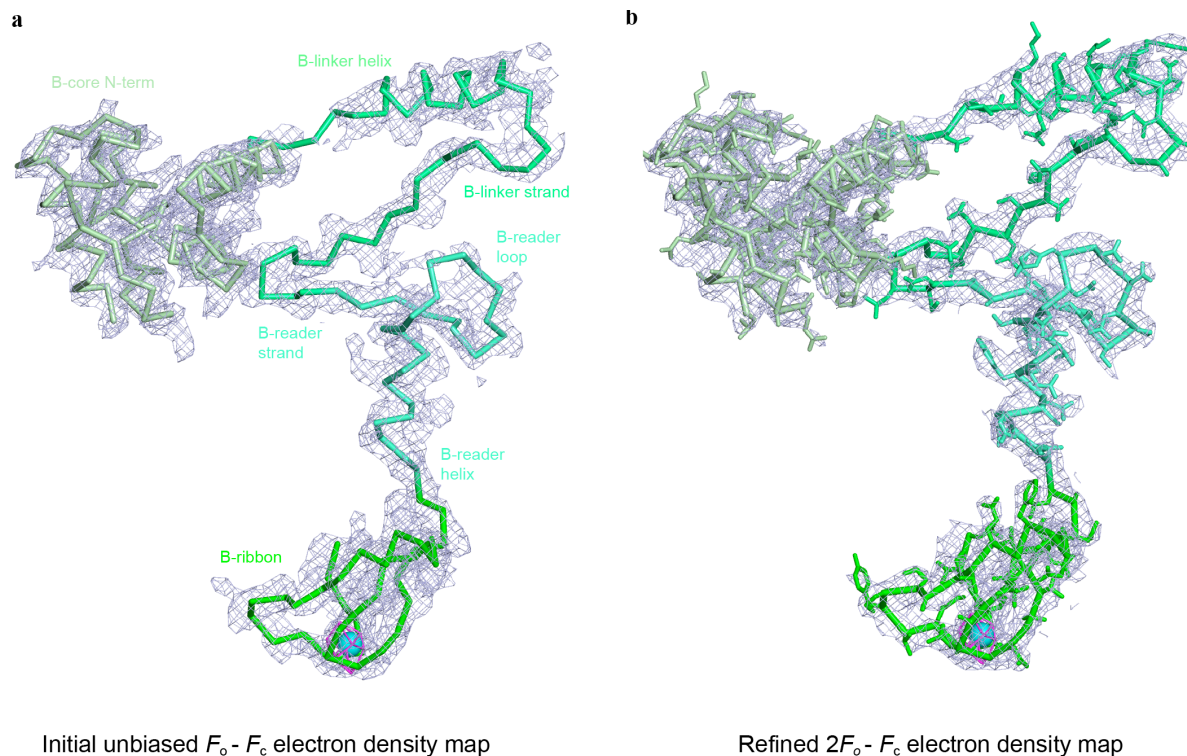 a
b
B-linker helix
B-core N-term
B-linker strand
B-reader
loop
B-reader
strand
B-reader
helix
B-ribbon
Initial unbiased Fo - Fc electron density map
Refined 2Fo - Fc electron density map